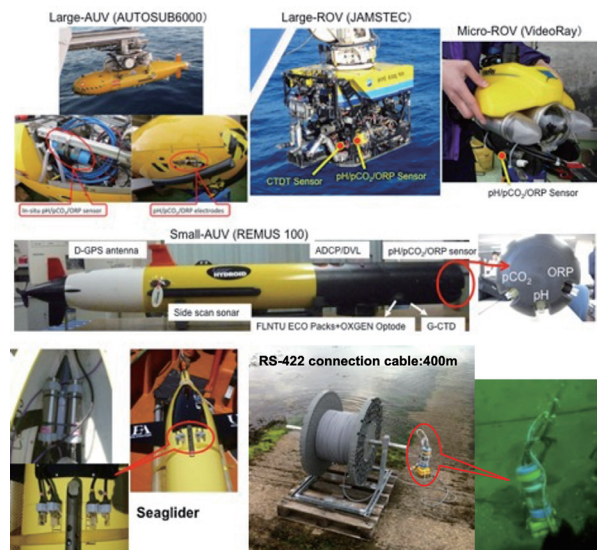 Large-AUV (AUTOSUB6000)
Large-ROV (JAMSTEC)
Micro-ROV (VideoRay)
CTDT Sensor
pH/pCO₂/ORP Sensor
In-situ pH/pCO₂/ORP sensor
pH/pCO₂/ORP electrodes
pH/pCO₂/ORP Sensor
Small-AUV (REMUS 100)
D-GPS antenna
ADCP/DVL
pH/pCO₂/ORP sensor
HYDROID
pCO₂
ORP
pH
Side scan sonar
FLNTU ECO Packs+OXGEN Optode
G-CTD
RS-422 connection cable:400m
Seaglider